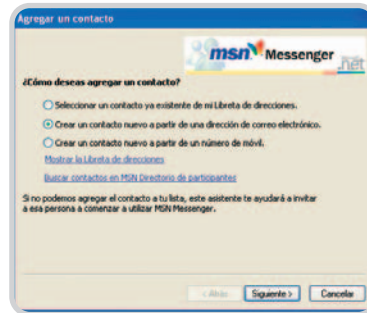 Agregar un contacto
msn Messenger
.net
¿Cómo deseas agregar un contacto?
Seleccionar un contacto ya existente de mi Libreta de direcciones.
Crear un contacto nuevo a partir de una dirección de correo electrónico.
Crear un contacto nuevo a partir de un número de móvil.
Mostrar la Libreta de direcciones
Buscar contactos en MSN Directorio de participantes
Si no podemos agregar el contacto a tu lista, este asistente te ayudará a invitar
a esa persona a comenzar a utilizar MSN Messenger.
< Atrás Siguiente > Cancelar